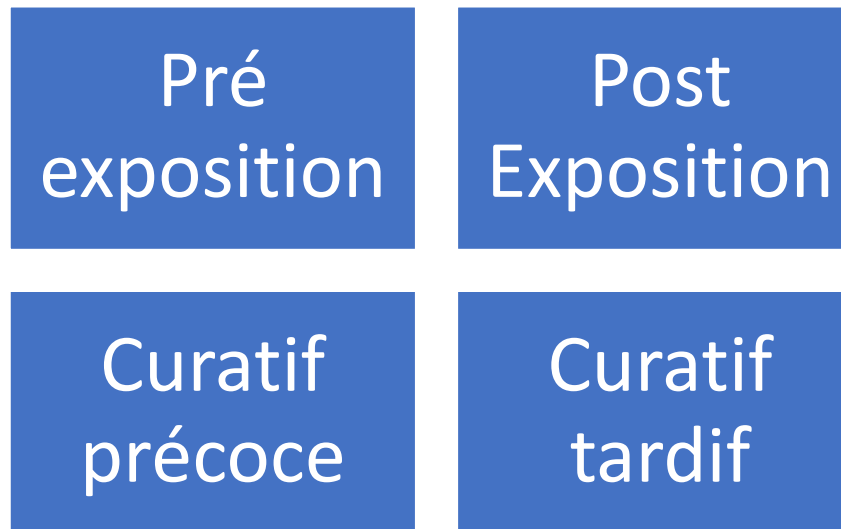 Pré
exposition
Post
Exposition
Curatif
précoce
Curatif
tardif